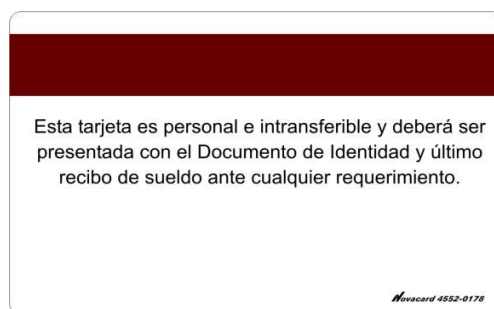 Esta tarjeta es personal e intransferible y deberá ser
presentada con el Documento de Identidad y último
recibo de sueldo ante cualquier requerimiento.
Novacard 4552-0178